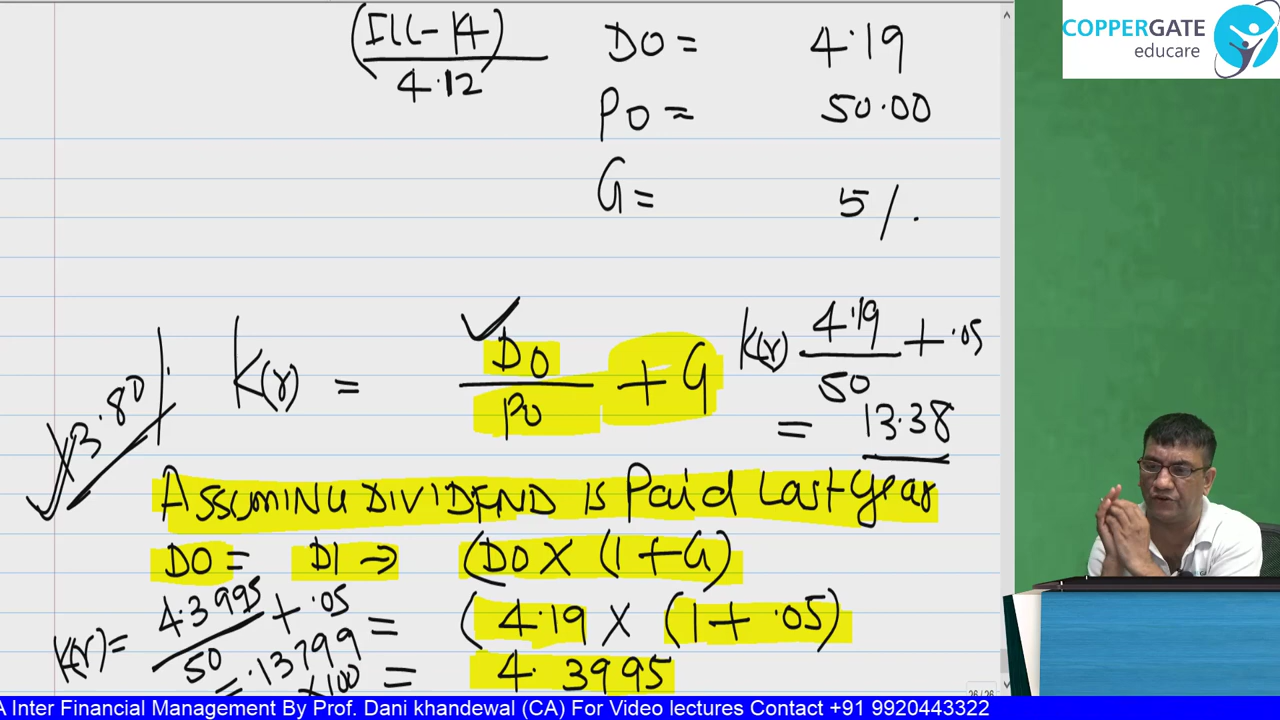 (Ill-14)
4.12
D0 = 4.19
P0 = 50.00
G = 5%
COPPERGATE
educare
K(r) = D0 / P0 + G
K(r) 4.19 / 50 + .05
= 13.38
13.80%
ASSUMING DIVIDEND is Paid Last year
D0 = D1 ⇒ (D0 X (1 + G)
K(r) = 4.3995 / 50 + .05
= (4.19 X (1 + .05)
= .13799
X100
= 4.3995
26 / 26
A Inter Financial Management By Prof. Dani khandewal (CA) For Video lectures Contact +91 9920443322